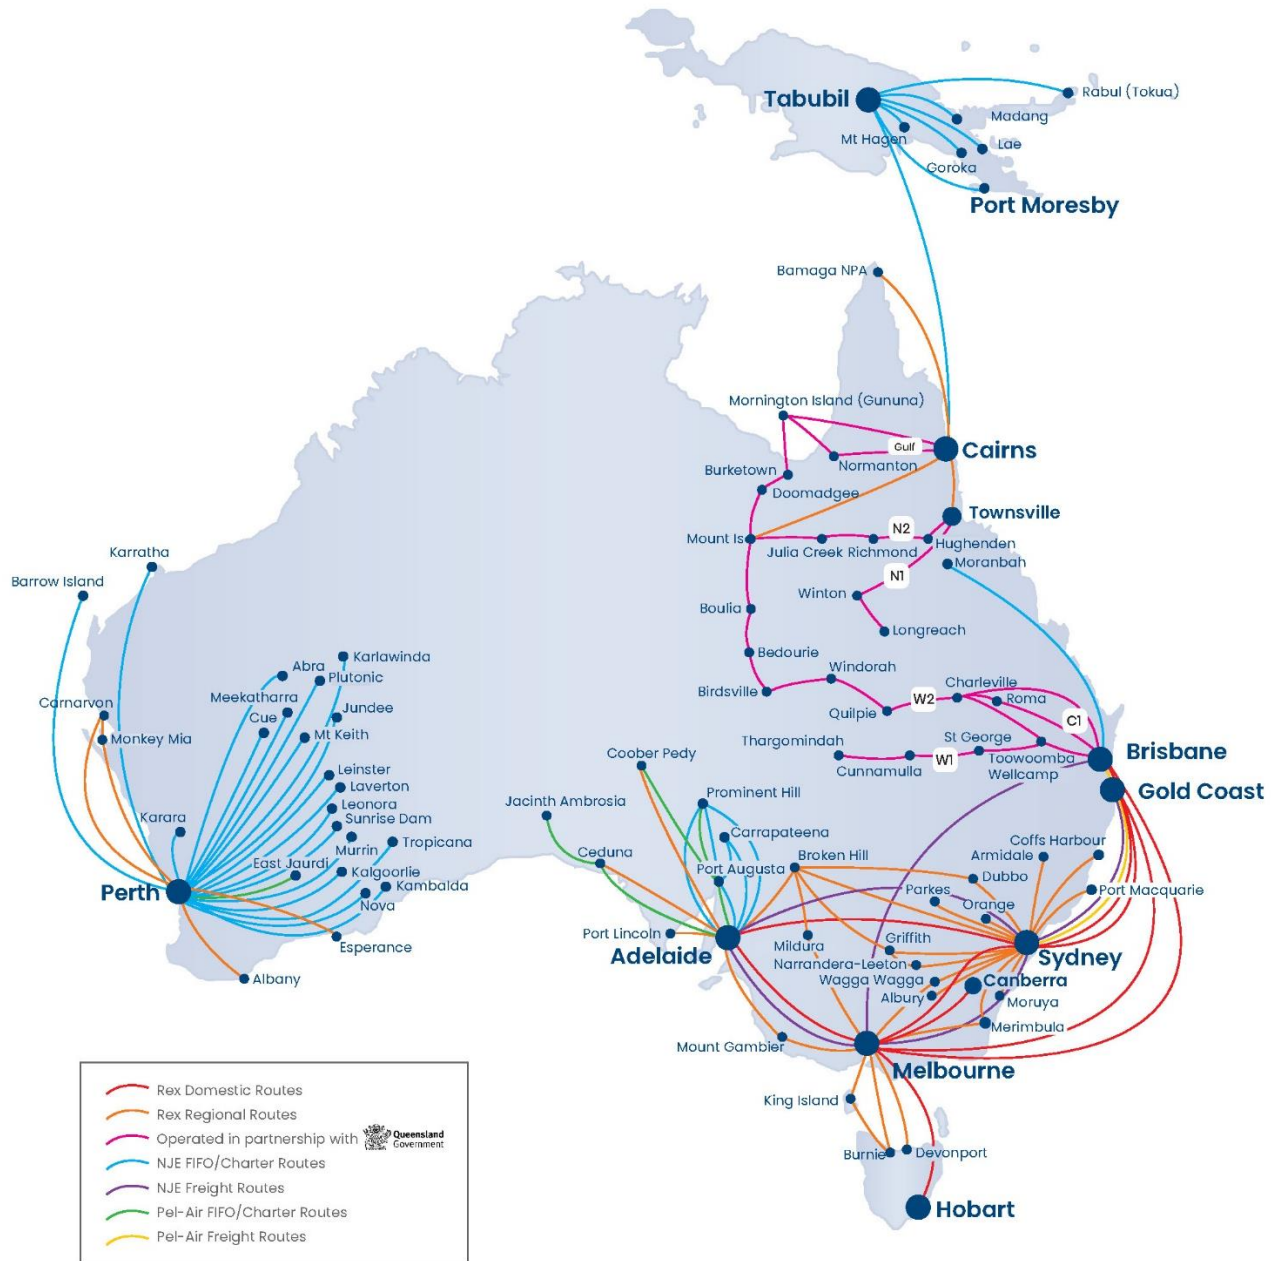 Tabubil
Rabul (Tokua)
Madang
Mt Hagen
Lae
Goroka
Port Moresby
Bamaga NPA
Mornington Island (Gununa)
Gulf
Cairns
Normanton
Burketown
Doomadgee
Townsville
N2
Mount Is
Julia Creek
Richmond
Hughenden
Moranbah
Karratha
Barrow Island
N1
Winton
Boulia
Longreach
Bedourie
Karlawinda
Abra
Plutonic
Windorah
Birdsville
Charleville
Meekatharra
Roma
Carnarvon
Jundee
W2
Quilpie
C1
Cue
Mt Keith
Monkey Mia
Thargomindah
St George
Coober Pedy
W1
Toowoomba
Wellcamp
Cunnamulla
Brisbane
Leinster
Laverton
Gold Coast
Jacinth Ambrosia
Prominent Hill
Leonora
Sunrise Dam
Karara
Carrapateena
Coffs Harbour
Tropicana
Murrin
Armidale
East Jaurdi
Ceduna
Broken Hill
Port Augusta
Kalgoorlie
Dubbo
Perth
Kambalda
Parkes
Port Macquarie
Nova
Orange
Port Lincoln
Esperance
Mildura
Griffith
Adelaide
Sydney
Narrandera-Leeton
Albany
Wagga Wagga
Canberra
Albury
Moruya
Merimbula
Mount Gambier
Melbourne
King Island
Burnie
Devonport
Hobart
Rex Domestic Routes
Rex Regional Routes
Operated in partnership with Queensland Government
NJE FIFO/Charter Routes
NJE Freight Routes
Pel-Air FIFO/Charter Routes
Pel-Air Freight Routes